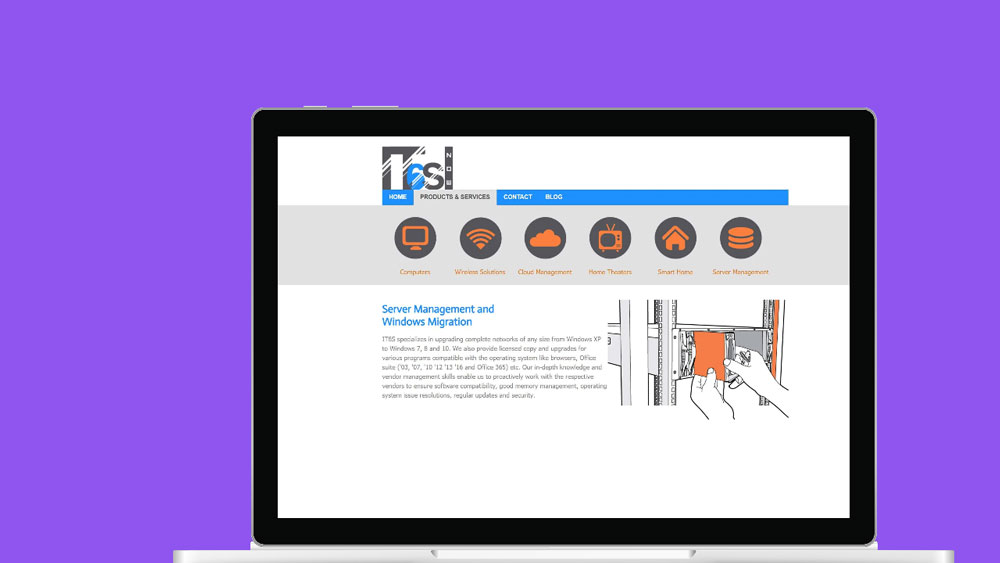 IT6S
NOE
HOME PRODUCTS & SERVICES CONTACT BLOG
Computers Wireless Solutions Cloud Management Home Theaters Smart Home Server Management
Server Management and
Windows Migration
IT6S specializes in upgrading complete networks of any size from Windows XP
to Windows 7, 8 and 10. We also provide licensed copy and upgrades for
various programs compatible with the operating system like browsers, Office
suite ('03, '07, '10 '12 '13 '16 and Office 365) etc. Our in-depth knowledge and
vendor management skills enable us to proactively work with the respective
vendors to ensure software compatibility, good memory management, operating
system issue resolutions, regular updates and security.